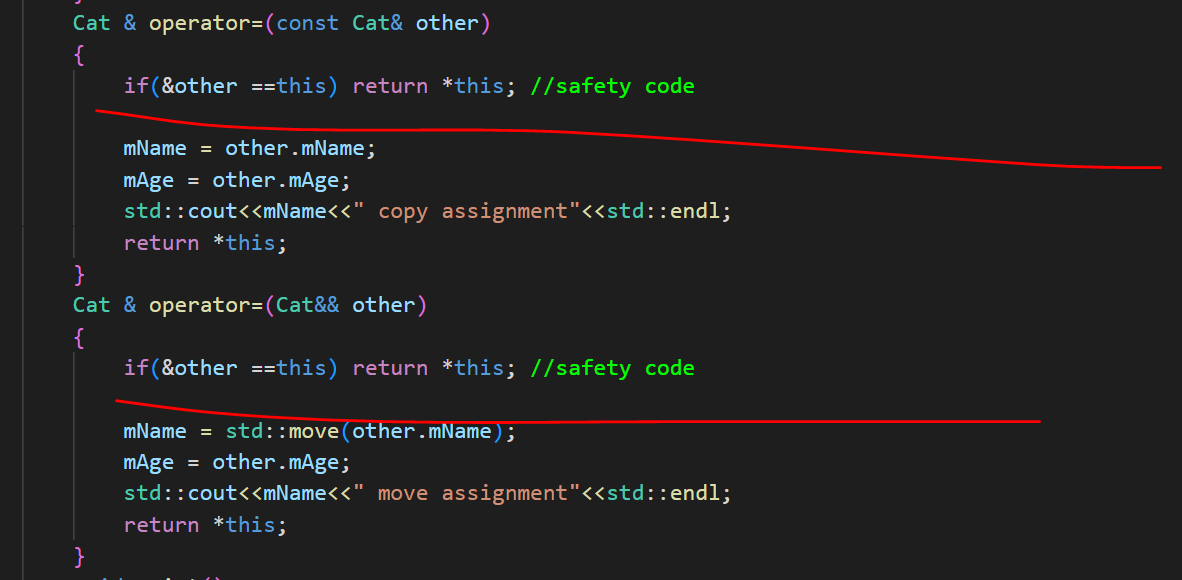 Cat & operator=(const Cat& other)
{
if(&other ==this) return *this; //safety code
mName = other.mName;
mAge = other.mAge;
std::cout<<mName<<" copy assignment"<<std::endl;
return *this;
}
Cat & operator=(Cat&& other)
{
if(&other ==this) return *this; //safety code
mName = std::move(other.mName);
mAge = other.mAge;
std::cout<<mName<<" move assignment"<<std::endl;
return *this;
}